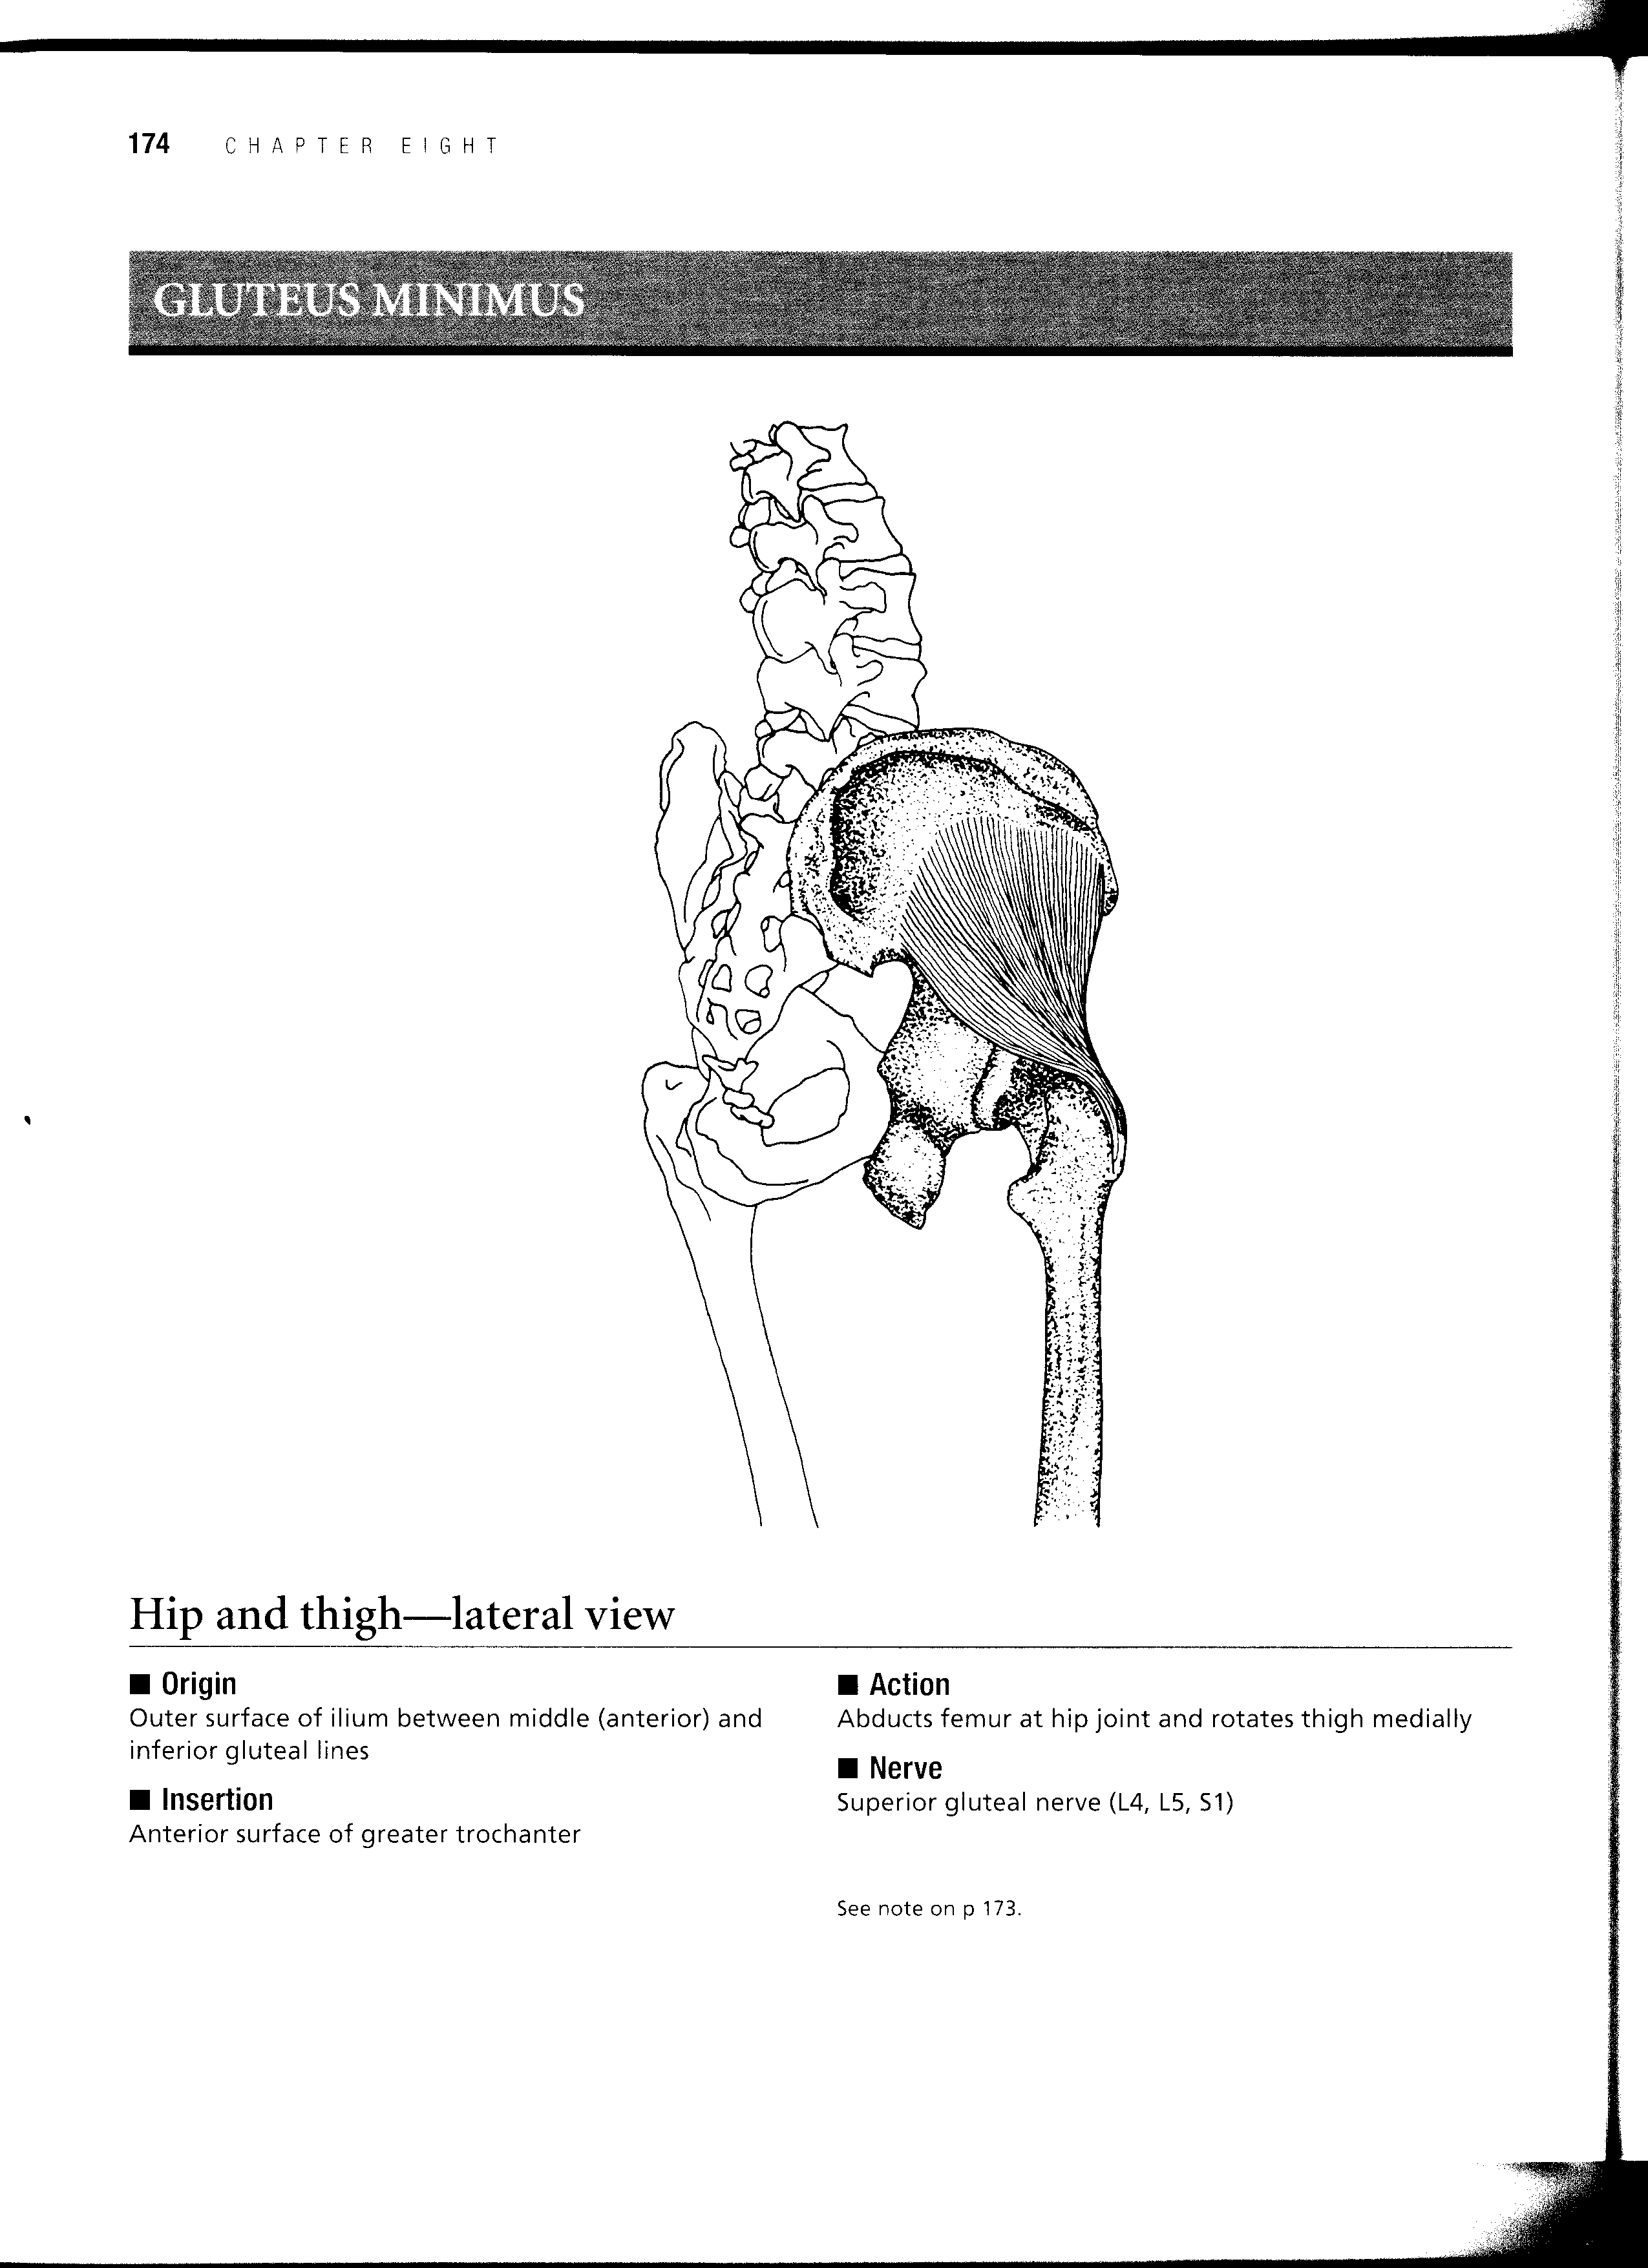 174 CHAPTER EIGHT
GLUTEUS MINIMUS
Hip and thigh—lateral view
■ Origin
Outer surface of ilium between middle (anterior) and
inferior gluteal lines
■ Insertion
Anterior surface of greater trochanter
■ Action
Abducts femur at hip joint and rotates thigh medially
■ Nerve
Superior gluteal nerve (L4, L5, S1)
See note on p 173.